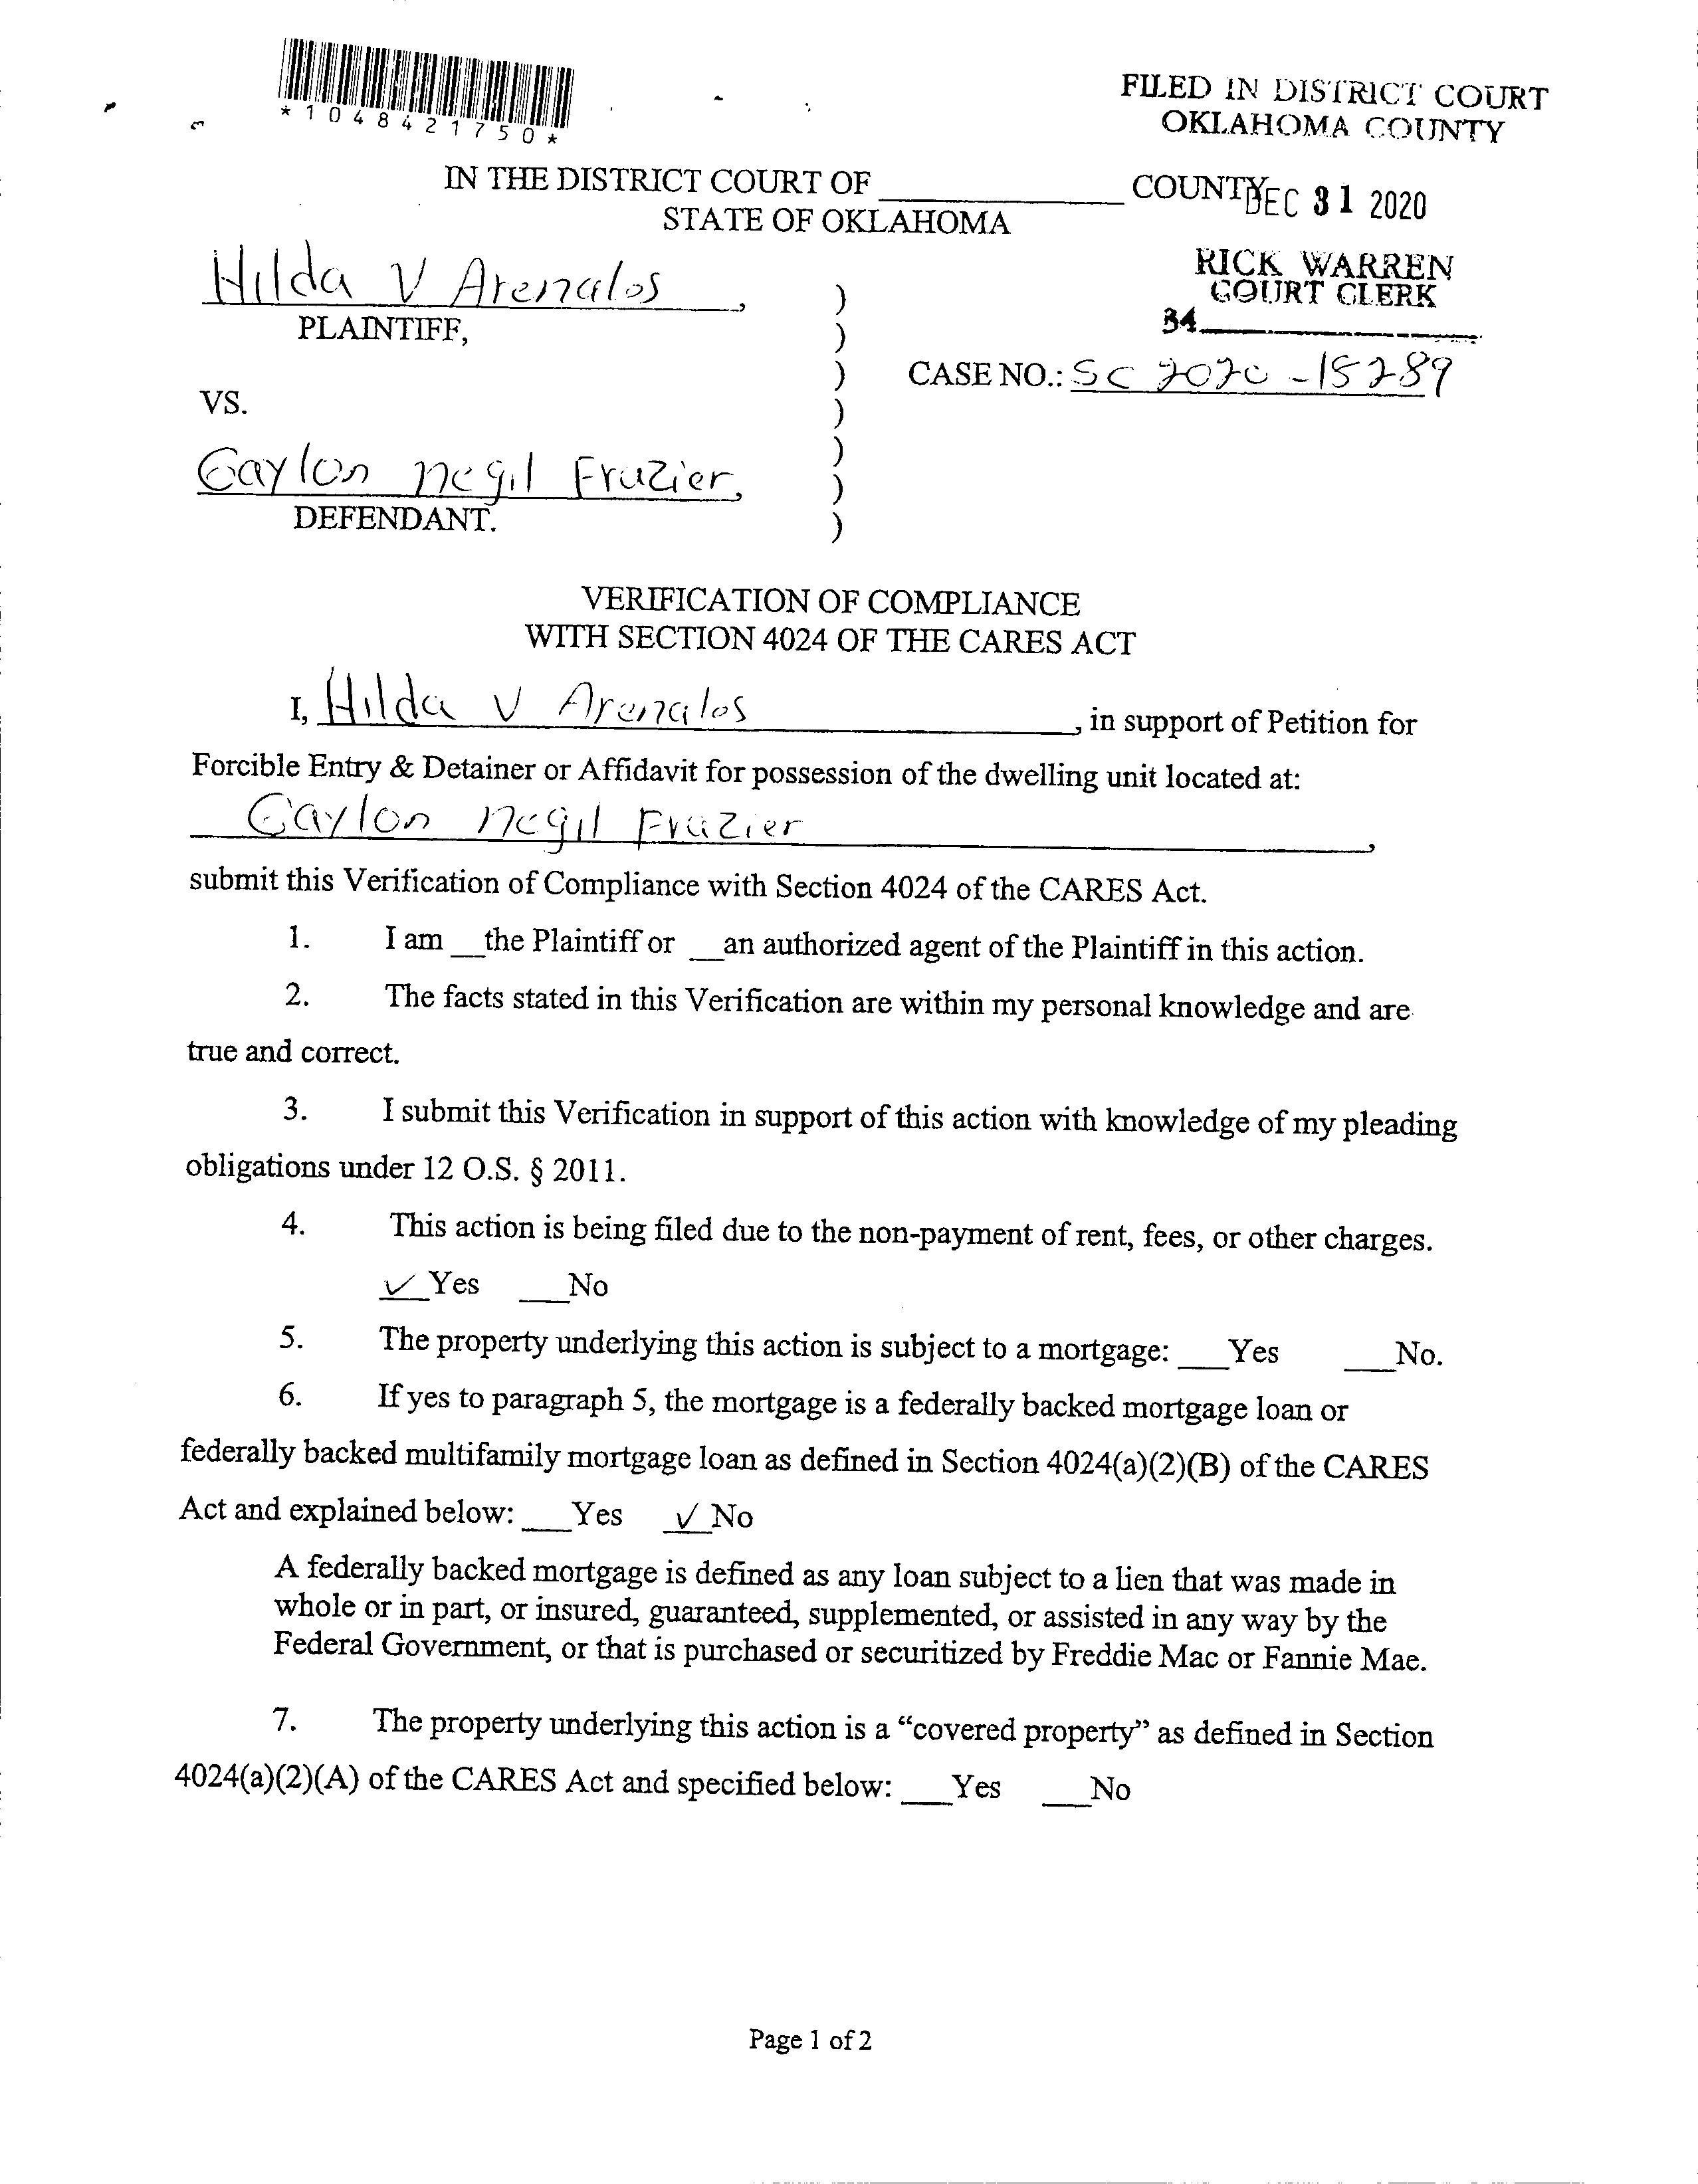 *1048421750*
FILED IN DISTRICT COURT
OKLAHOMA COUNTY
IN THE DISTRICT COURT OF ____________ COUNTY
DEC 31 2020
STATE OF OKLAHOMA
RICK WARREN
COURT CLERK
34
Hilda V Arenalos,
PLAINTIFF,
CASE NO.: SC 2020-15289
VS.
Gaylon negil Frazier,
DEFENDANT.
)
)
)
)
)
)
)
VERIFICATION OF COMPLIANCE
WITH SECTION 4024 OF THE CARES ACT
I, Hilda V Arenalos, in support of Petition for
Forcible Entry & Detainer or Affidavit for possession of the dwelling unit located at:
Gaylon negil Frazier,
submit this Verification of Compliance with Section 4024 of the CARES Act.
1. I am __the Plaintiff or __an authorized agent of the Plaintiff in this action.
2. The facts stated in this Verification are within my personal knowledge and are
true and correct.
3. I submit this Verification in support of this action with knowledge of my pleading
obligations under 12 O.S. § 2011.
4. This action is being filed due to the non-payment of rent, fees, or other charges.
✓ Yes ___No
5. The property underlying this action is subject to a mortgage: ___Yes ___No.
6. If yes to paragraph 5, the mortgage is a federally backed mortgage loan or
federally backed multifamily mortgage loan as defined in Section 4024(a)(2)(B) of the CARES
Act and explained below: ___Yes ✓ No
A federally backed mortgage is defined as any loan subject to a lien that was made in
whole or in part, or insured, guaranteed, supplemented, or assisted in any way by the
Federal Government, or that is purchased or securitized by Freddie Mac or Fannie Mae.
7. The property underlying this action is a “covered property” as defined in Section
4024(a)(2)(A) of the CARES Act and specified below: ___Yes ___No
Page 1 of 2